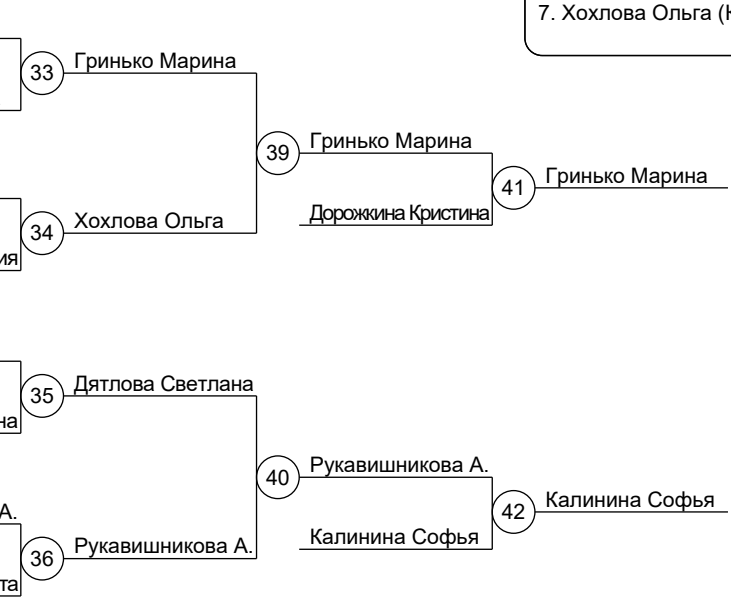 7. Хохлова Ольга (
33 Гринько Марина
39 Гринько Марина
41 Гринько Марина
Дорожкина Кристина
34 Хохлова Ольга
35 Дятлова Светлана
40 Рукавишникова А.
42 Калинина Софья
А.
Калинина Софья
36 Рукавишникова А.